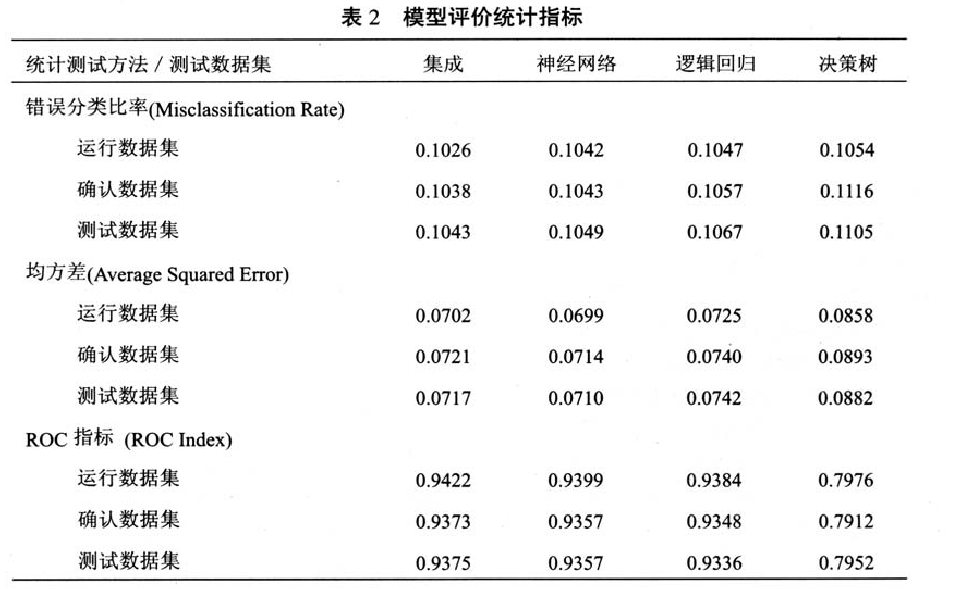 表 2 模型评价统计指标
统计测试方法 / 测试数据集 集成 神经网络 逻辑回归 决策树
错误分类比率(Misclassification Rate)
运行数据集 0.1026 0.1042 0.1047 0.1054
确认数据集 0.1038 0.1043 0.1057 0.1116
测试数据集 0.1043 0.1049 0.1067 0.1105
均方差(Average Squared Error)
运行数据集 0.0702 0.0699 0.0725 0.0858
确认数据集 0.0721 0.0714 0.0740 0.0893
测试数据集 0.0717 0.0710 0.0742 0.0882
ROC 指标 (ROC Index)
运行数据集 0.9422 0.9399 0.9384 0.7976
确认数据集 0.9373 0.9357 0.9348 0.7912
测试数据集 0.9375 0.9357 0.9336 0.7952